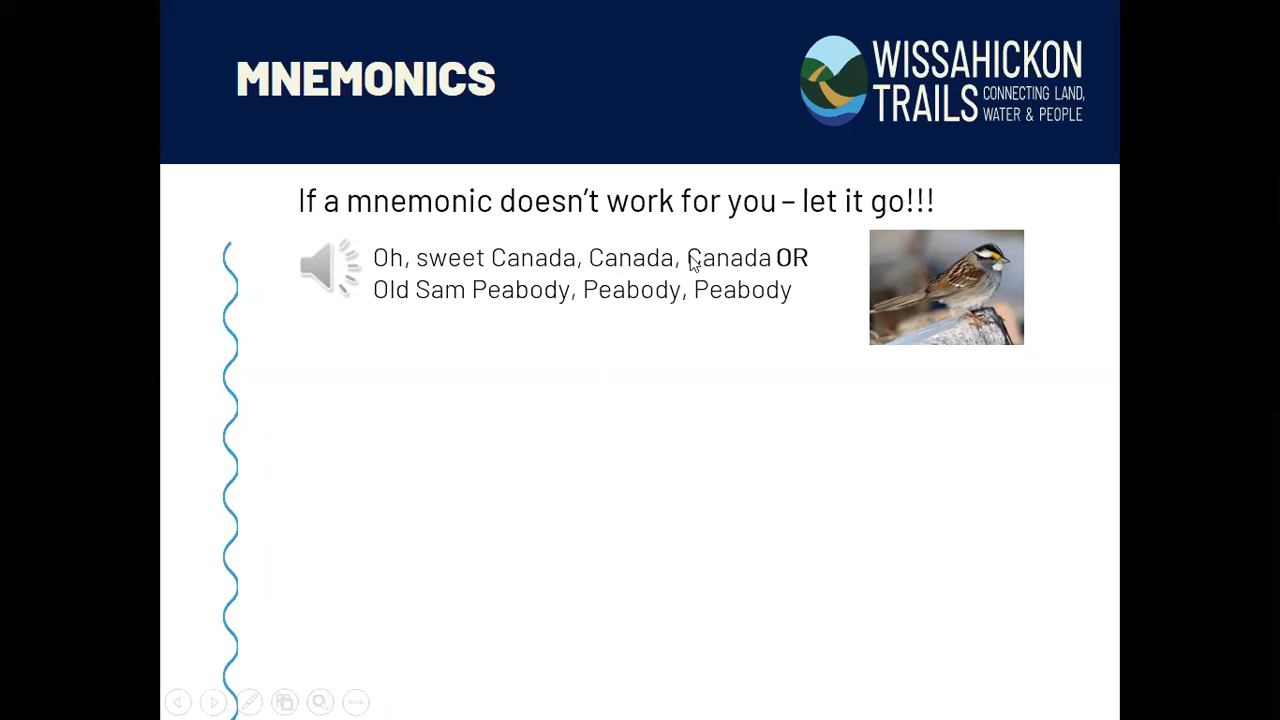 MNEMONICS
WISSAHICKON
TRAILS CONNECTING LAND,
WATER & PEOPLE
If a mnemonic doesn't work for you – let it go!!!
Oh, sweet Canada, Canada, Canada OR
Old Sam Peabody, Peabody, Peabody